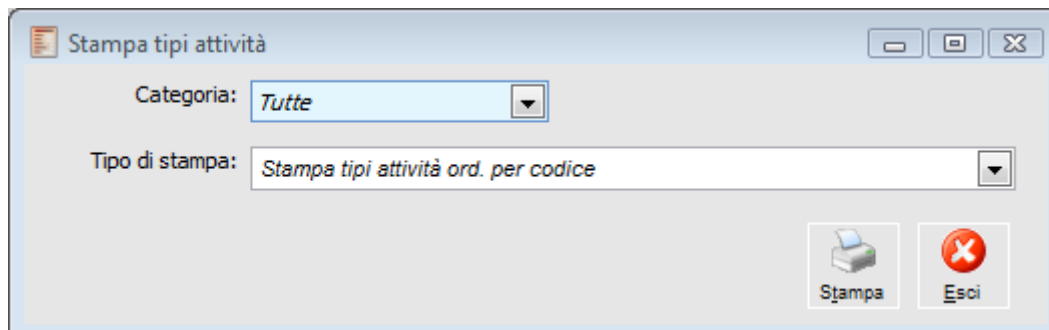 Stampa tipi attività
Categoria: Tutte
Tipo di stampa: Stampa tipi attività ord. per codice
Stampa Esci